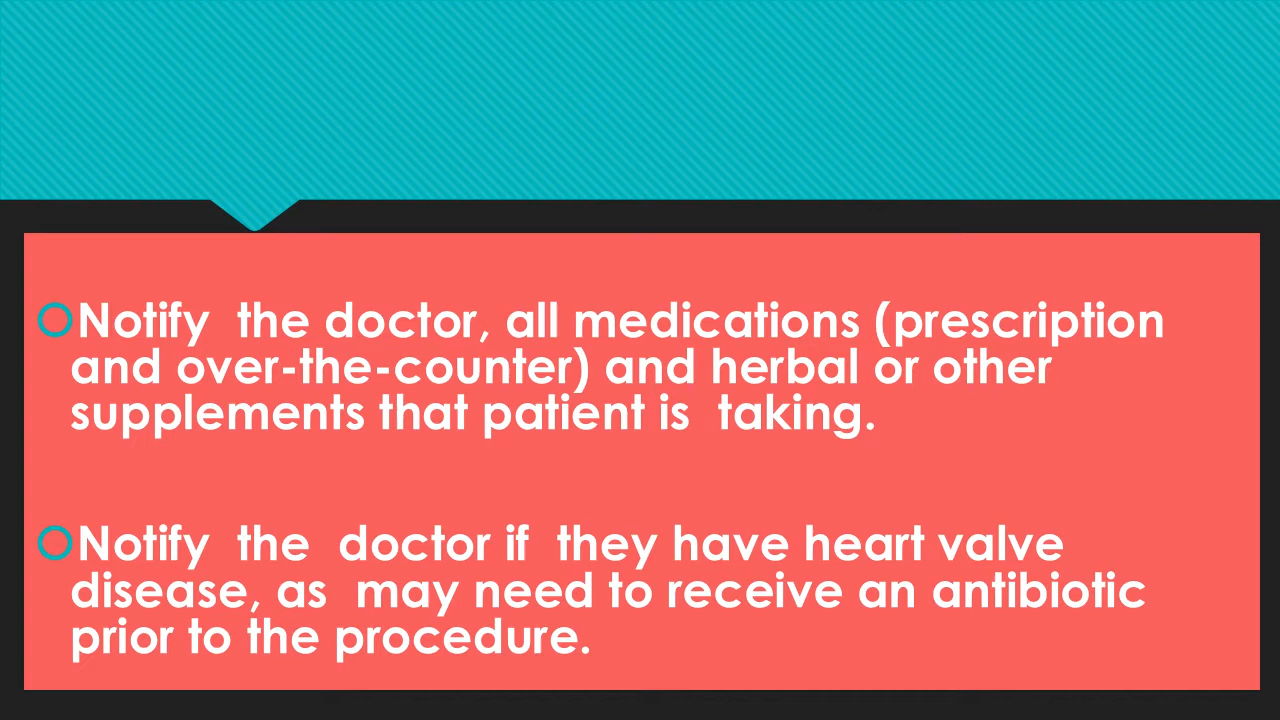 Notify  the doctor, all medications (prescription
and over-the-counter) and herbal or other
supplements that patient is  taking.
Notify  the  doctor if  they have heart valve
disease, as  may need to receive an antibiotic
prior to the procedure.